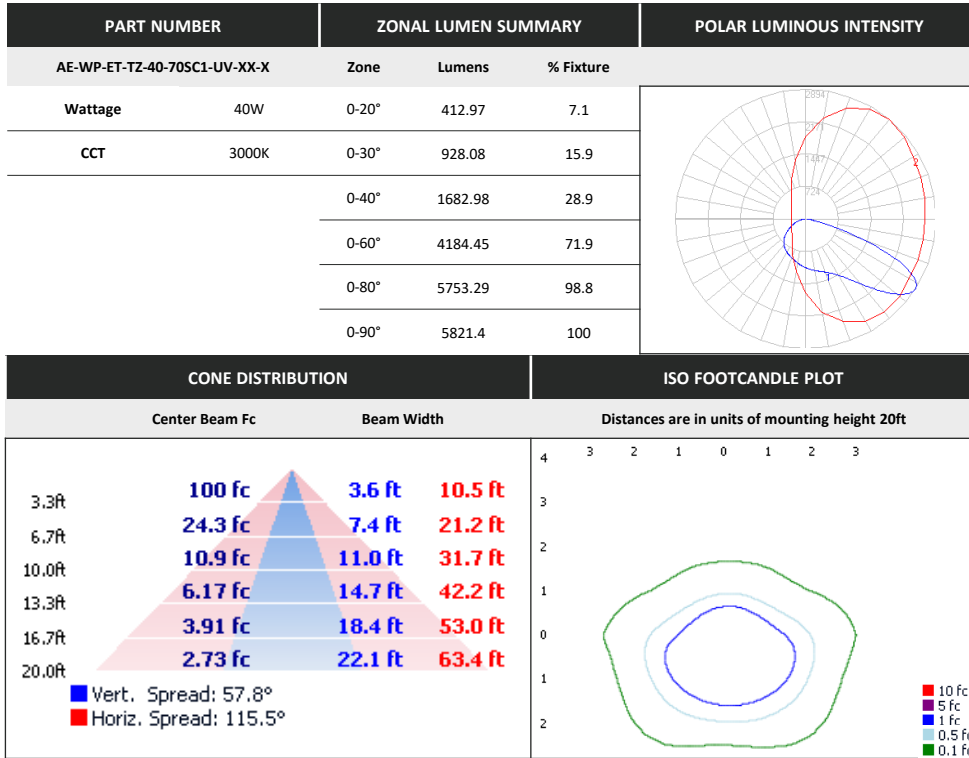 PART NUMBER
ZONAL LUMEN SUMMARY
POLAR LUMINOUS INTENSITY
AE-WP-ET-TZ-40-70SC1-UV-XX-X
Zone Lumens % Fixture
Wattage 40W
0-20° 412.97 7.1
CCT 3000K
0-30° 928.08 15.9
0-40° 1682.98 28.9
0-60° 4184.45 71.9
0-80° 5753.29 98.8
0-90° 5821.4 100
2894
1447
724
2
1
CONE DISTRIBUTION
Center Beam Fc Beam Width
3.3ft 100 fc 3.6 ft 10.5 ft
6.7ft 24.3 fc 7.4 ft 21.2 ft
10.0ft 10.9 fc 11.0 ft 31.7 ft
13.3ft 6.17 fc 14.7 ft 42.2 ft
16.7ft 3.91 fc 18.4 ft 53.0 ft
20.0ft 2.73 fc 22.1 ft 63.4 ft
Vert. Spread: 57.8°
Horiz. Spread: 115.5°
ISO FOOTCANDLE PLOT
Distances are in units of mounting height 20ft
3 2 1 0 1 2 3
4
3
2
1
0
1
2
10 fc
5 fc
1 fc
0.5 fc
0.1 fc